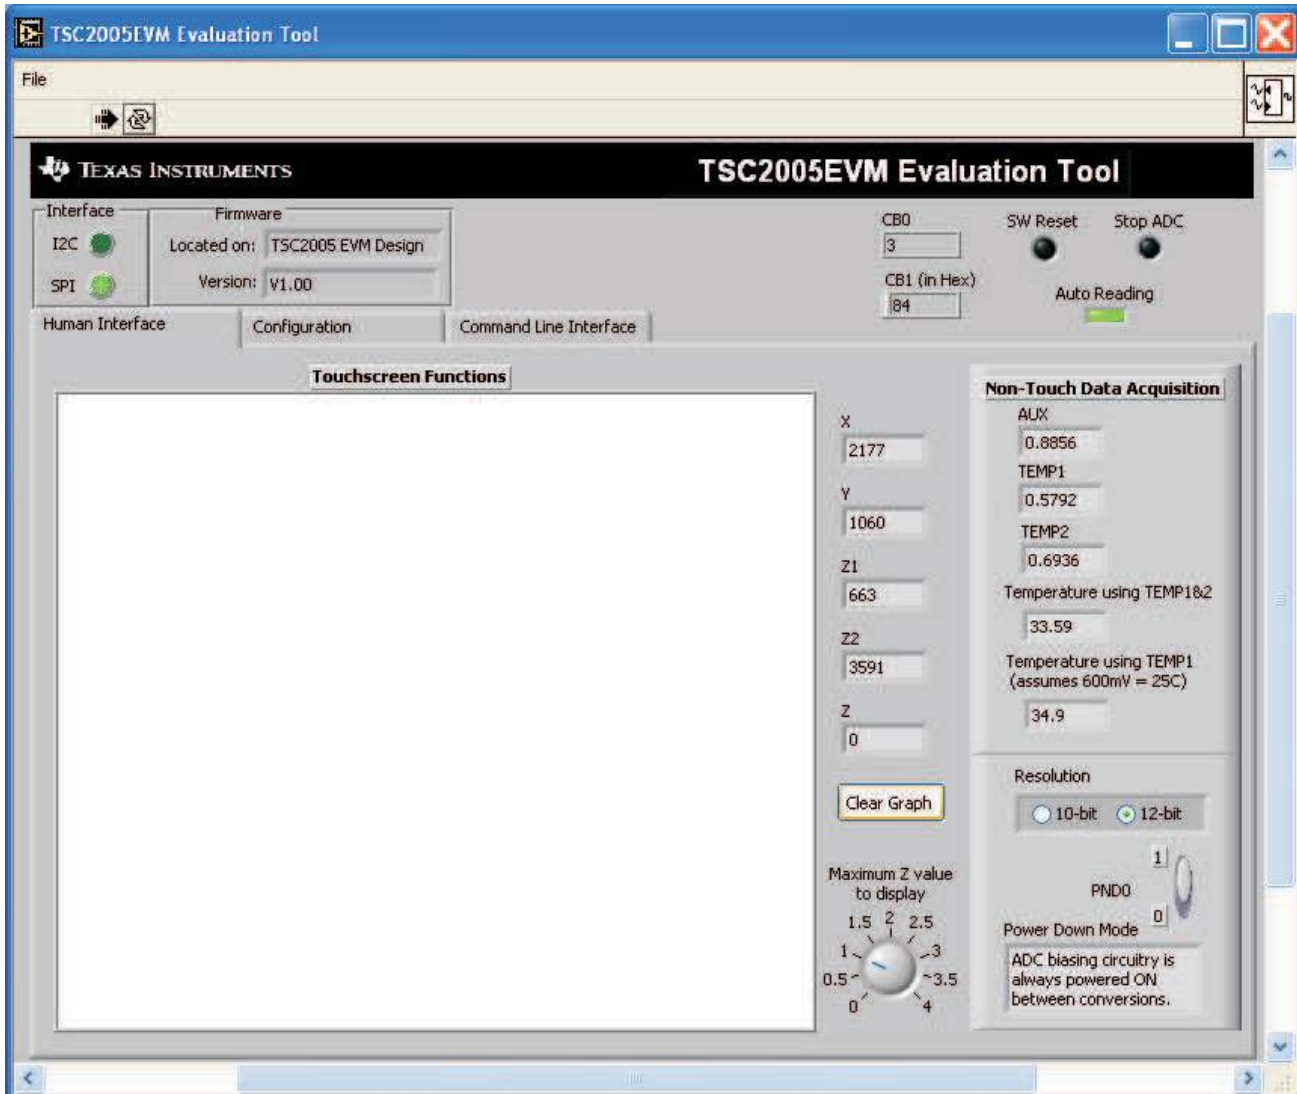 TSC2005EVM Evaluation Tool
File
TEXAS INSTRUMENTS
TSC2005EVM Evaluation Tool
Interface
I2C
SPI
Firmware
Located on: TSC2005 EVM Design
Version: V1.00
CB0
3
CB1 (in Hex)
84
SW Reset
Stop ADC
Auto Reading
Human Interface
Configuration
Command Line Interface
Touchscreen Functions
X
2177
Y
1060
Z1
663
Z2
3591
Z
0
Clear Graph
Maximum Z value
to display
0
0.5
1
1.5
2
2.5
3
3.5
4
Non-Touch Data Acquisition
AUX
0.8856
TEMP1
0.5792
TEMP2
0.6936
Temperature using TEMP1&2
33.59
Temperature using TEMP1
(assumes 600mV = 25C)
34.9
Resolution
10-bit
12-bit
1
PND0
0
Power Down Mode
ADC biasing circuitry is
always powered ON
between conversions.